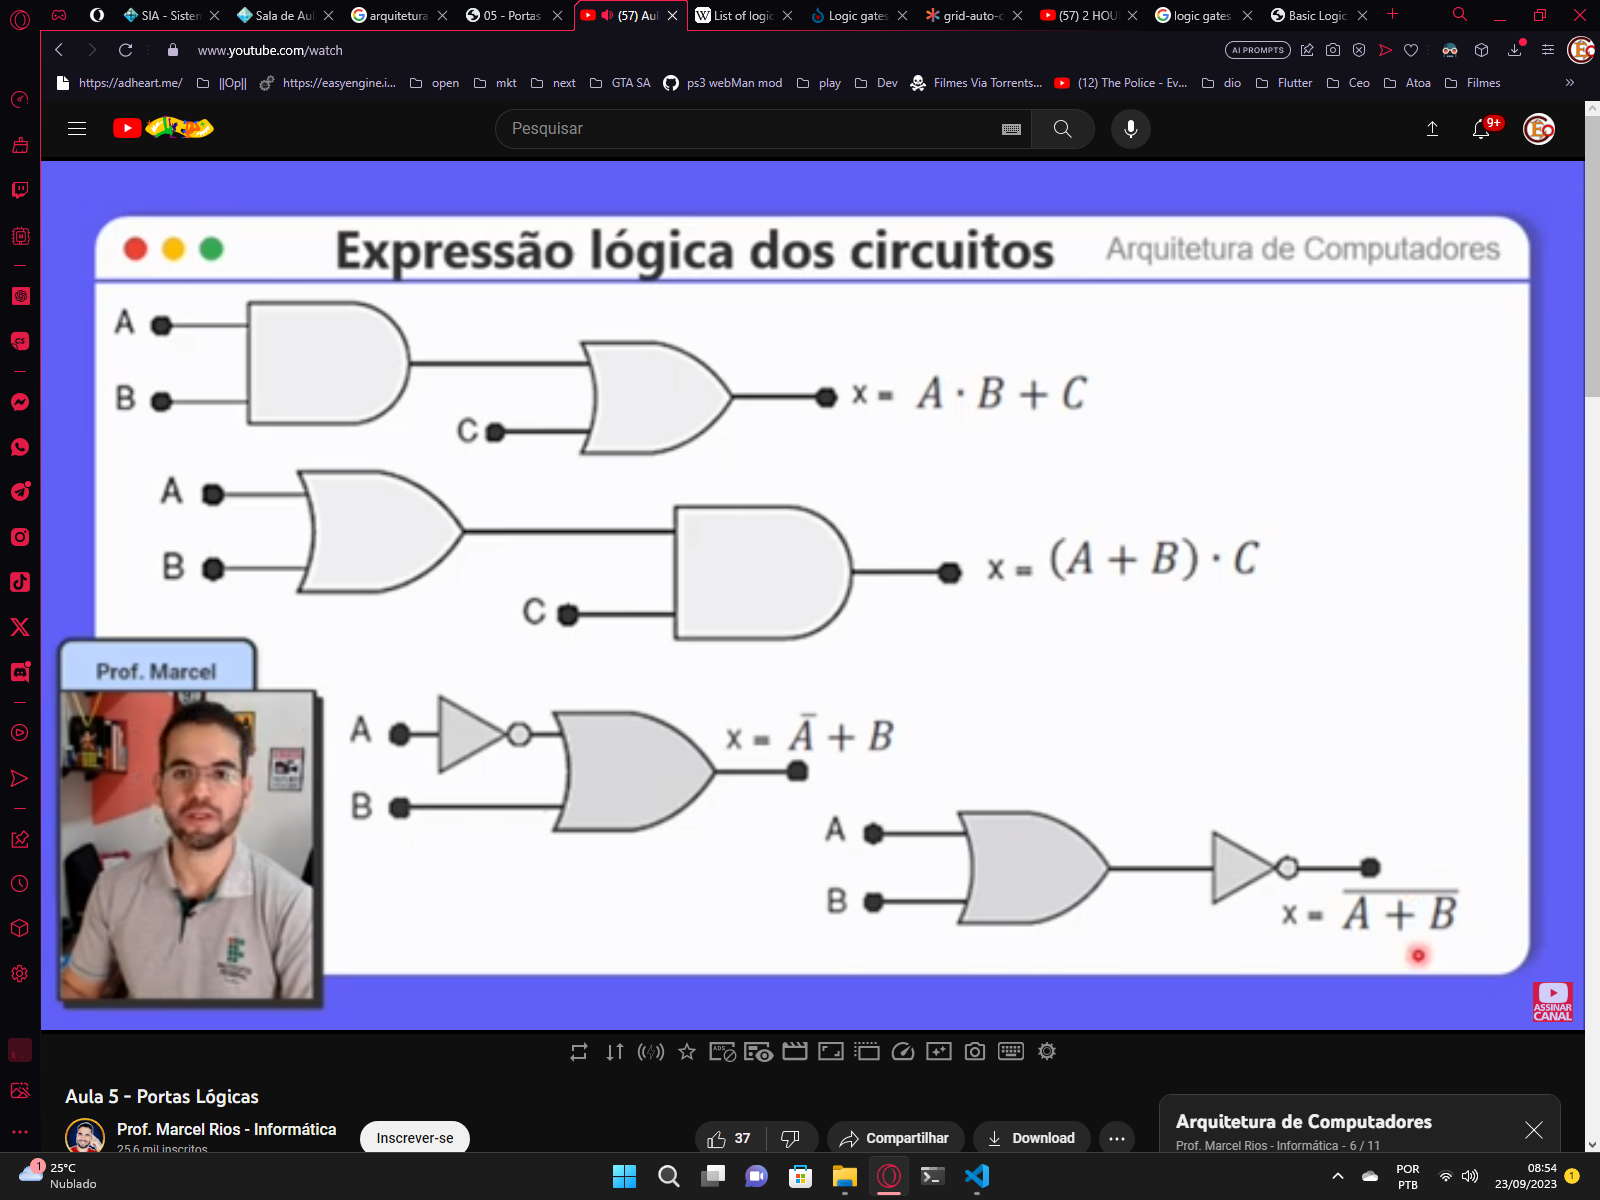 SIA - Sisten
Sala de Aul
arquitetura
05 - Portas
(57) Aul
List of logic
Logic gates
grid-auto-c
(57) 2 HOU
logic gates
Basic Logic
www.youtube.com/watch
AI PROMPTS
https://adheart.me/
||Op||
https://easyengine.i...
open
mkt
next
GTA SA
ps3 webMan mod
play
Dev
Filmes Via Torrents...
(12) The Police - Ev...
dio
Flutter
Ceo
Atoa
Filmes
Pesquisar
9+
Expressão lógica dos circuitos
Arquitetura de Computadores
A
B
C
x = A · B + C
A
B
C
x = (A + B) · C
Prof. Marcel
A
B
x = A̅ + B
A
B
x = A̅ ̅+̅ ̅B̅
ASSINAR
CANAL
Aula 5 - Portas Lógicas
Prof. Marcel Rios - Informática
25,6 mil inscritos
Inscrever-se
37
Compartilhar
Download
Arquitetura de Computadores
Prof. Marcel Rios - Informática - 6 / 11
1
25°C
Nublado
POR
PTB
08:54
23/09/2023
1